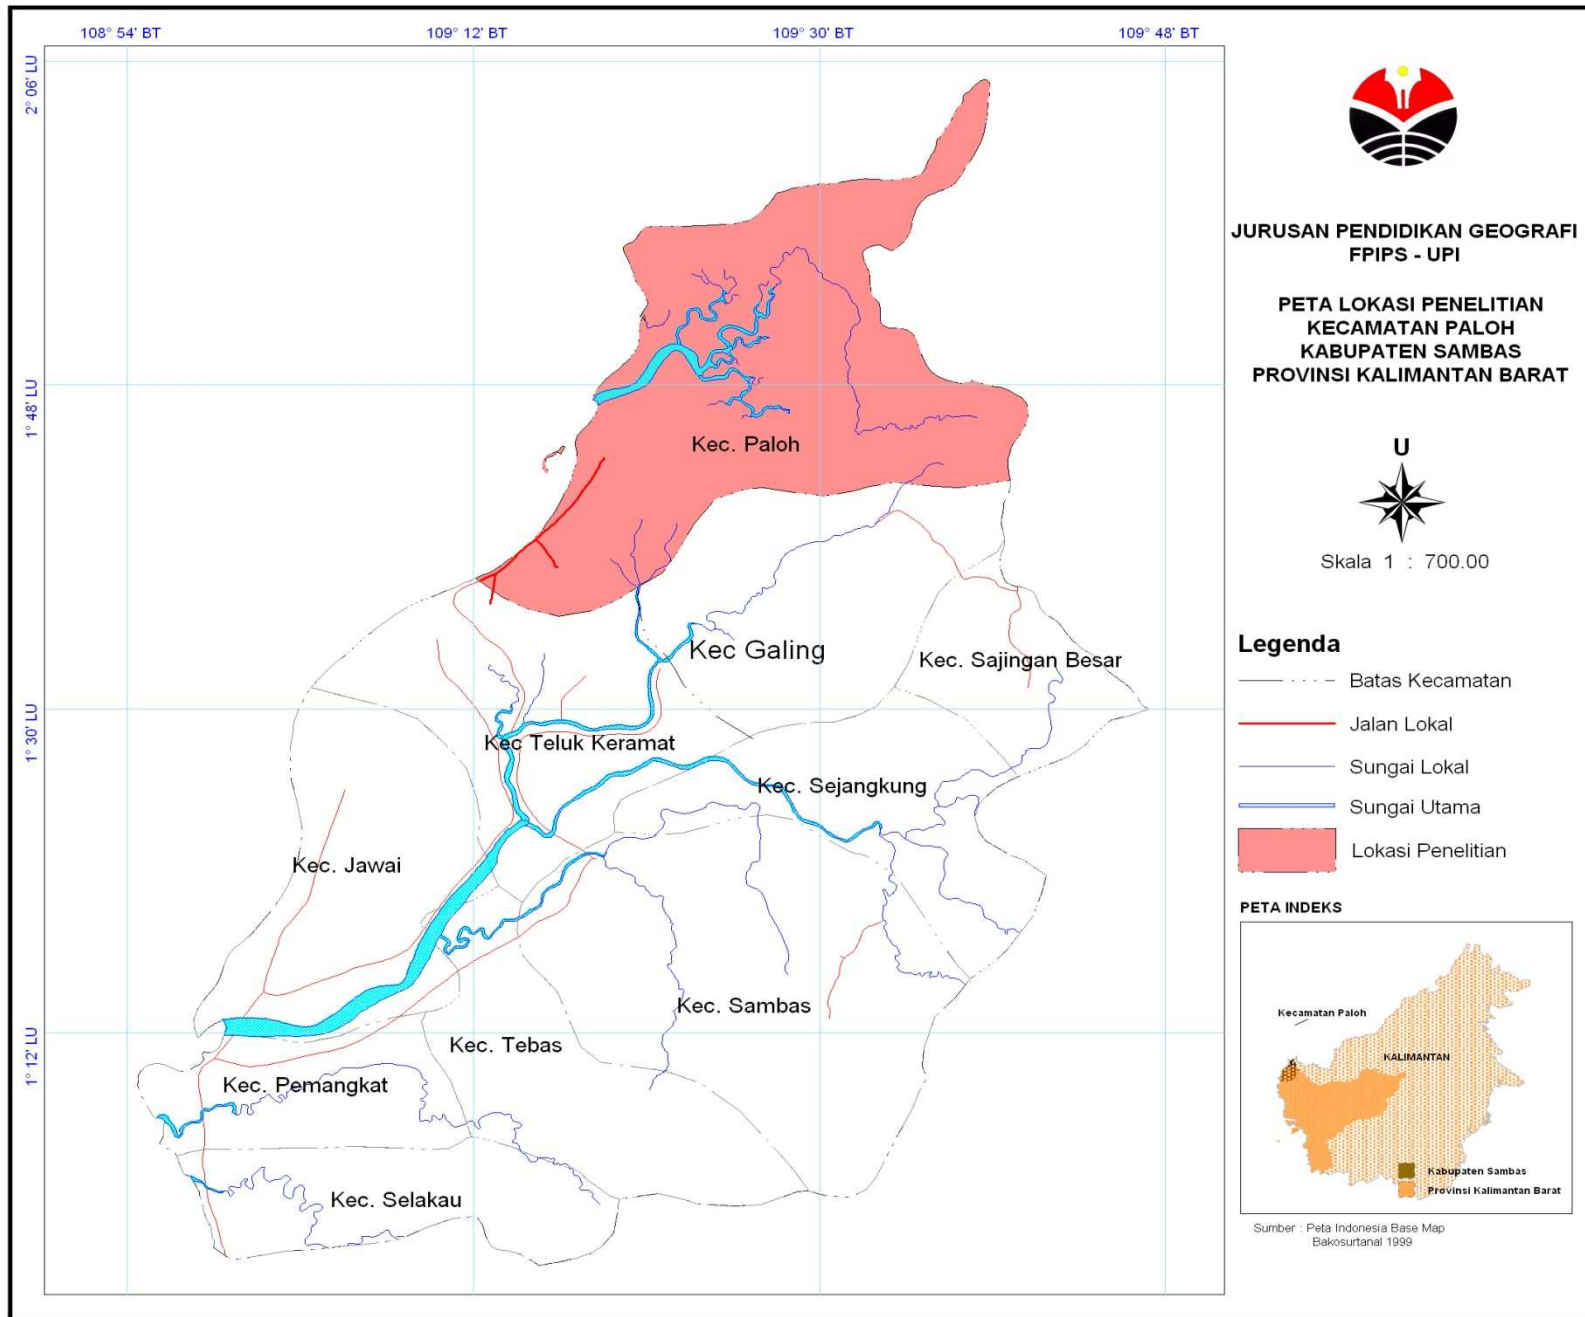 108° 54' BT
109° 12' BT
109° 30' BT
109° 48' BT
2° 06' LU
1° 48' LU
1° 30' LU
1° 12' LU
Kec. Paloh
Kec Galing
Kec. Sajingan Besar
Kec Teluk Keramat
Kec. Sejangkung
Kec. Jawai
Kec. Sambas
Kec. Tebas
Kec. Pemangkat
Kec. Selakau
JURUSAN PENDIDIKAN GEOGRAFI
FPIPS - UPI
PETA LOKASI PENELITIAN
KECAMATAN PALOH
KABUPATEN SAMBAS
PROVINSI KALIMANTAN BARAT
U
Skala 1 : 700.00
Legenda
Batas Kecamatan
Jalan Lokal
Sungai Lokal
Sungai Utama
Lokasi Penelitian
PETA INDEKS
Kecamatan Paloh
KALIMANTAN
Kabupaten Sambas
Provinsi Kalimantan Barat
Sumber : Peta Indonesia Base Map
Bakosurtanal 1999